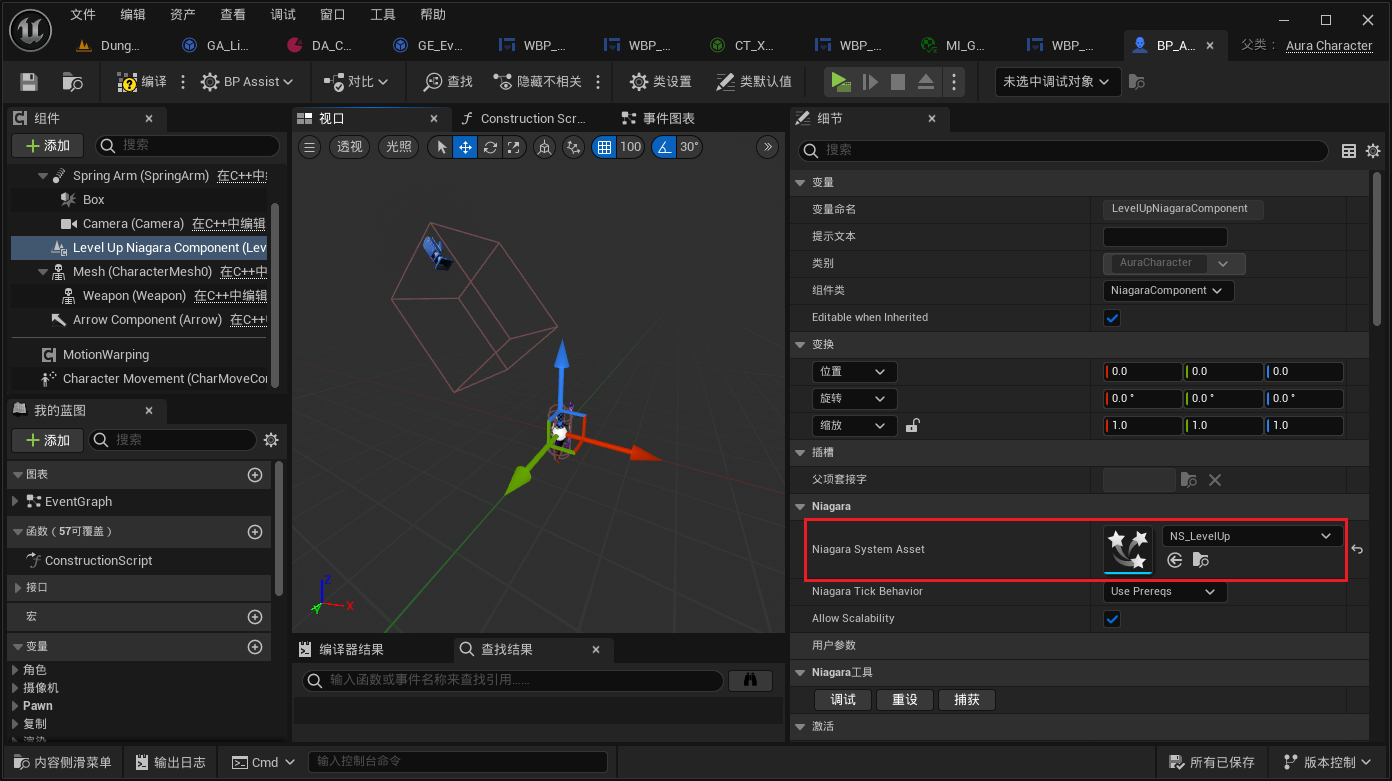 文件 编辑 资产 查看 调试 窗口 工具 帮助
Dung... GA_Li... DA_C... GE_Ev... WBP_... WBP_... CT_X... WBP_... MI_G... WBP_... BP_A... 父类： Aura Character
编译 BP Assist 对比 查找 隐藏不相关 类设置 类默认值 未选中调试对象
组件
添加 搜索
Spring Arm (SpringArm) 在C++中编
Box
Camera (Camera) 在C++中编辑
Level Up Niagara Component (Lev
Mesh (CharacterMesh0) 在C++中
Weapon (Weapon) 在C++中编辑
Arrow Component (Arrow) 在C++
MotionWarping
Character Movement (CharMoveCor
我的蓝图
添加 搜索
图表
EventGraph
函数（57可覆盖）
ConstructionScript
接口
宏
变量
角色
摄像机
Pawn
复制
渲染
视口 Construction Scr... 事件图表
透视 光照 100 30°
Z
X
Y
编译器结果 查找结果
输入函数或事件名称来查找引用......
细节
搜索
变量
变量命名 LevelUpNiagaraComponent
提示文本
类别 AuraCharacter
组件类 NiagaraComponent
Editable when Inherited
变换
位置 0.0 0.0 0.0
旋转 0.0 ° 0.0 ° 0.0 °
缩放 1.0 1.0 1.0
插槽
父项套接字
Niagara
Niagara System Asset NS_LevelUp
Niagara Tick Behavior Use Prereqs
Allow Scalability
用户参数
Niagara工具
调试 重设 捕获
激活
内容侧滑菜单 输出日志 Cmd 输入控制台命令 所有已保存 版本控制